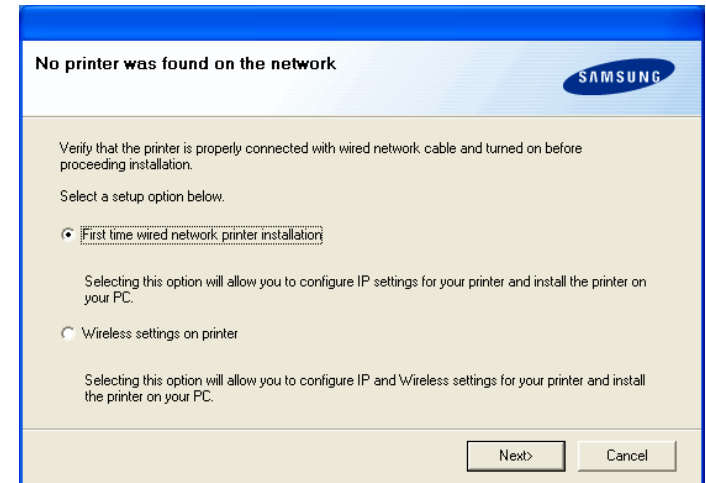 No printer was found on the network
SAMSUNG
Verify that the printer is properly connected with wired network cable and turned on before
proceeding installation.
Select a setup option below.
First time wired network printer installation
Selecting this option will allow you to configure IP settings for your printer and install the printer on
your PC.
Wireless settings on printer
Selecting this option will allow you to configure IP and Wireless settings for your printer and install
the printer on your PC.
Next> Cancel